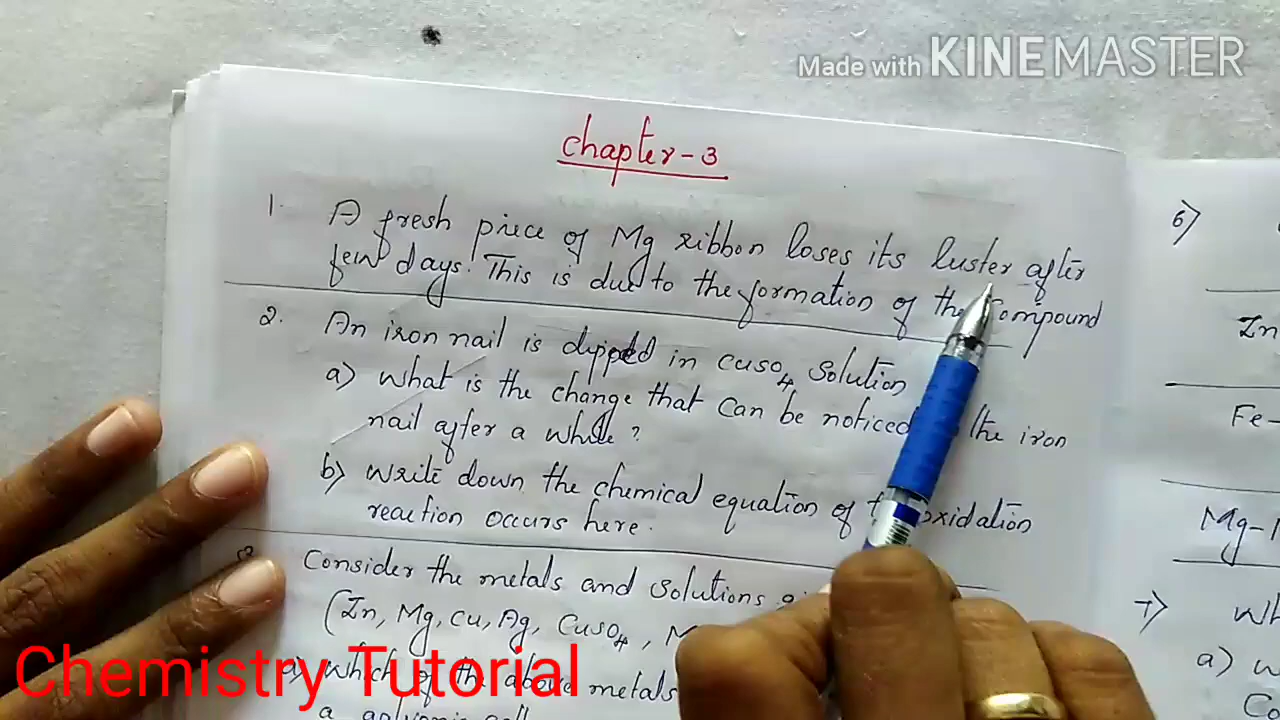 Made with KINEMASTER
Chapter-3
1. A fresh piece of Mg ribbon loses its luster after
few days. This is due to the formation of the compound
2. An iron nail is dipped in CuSO4 solution
a) What is the change that can be noticed the iron
nail after a while?
b) Write down the chemical equation of oxidation
reaction occurs here.
3. Consider the metals and solutions
(Zn, Mg, Cu, Ag, CuSO4,
a) Which of the above metals
a galvanic cell
6)
Zn
Fe-
Mg-
7)
a)
Chemistry Tutorial